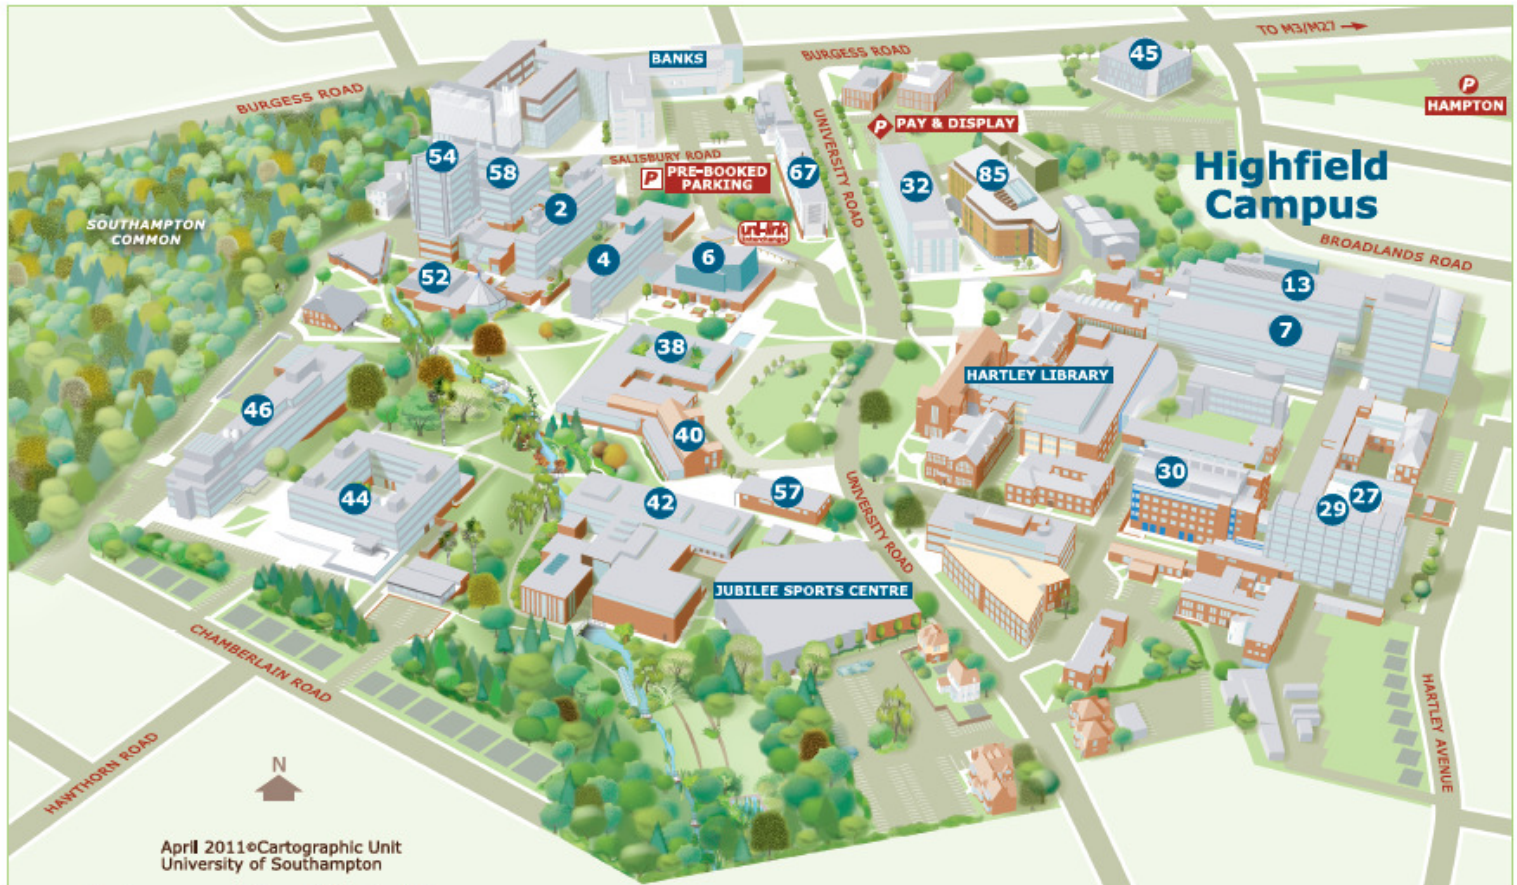 BANKS
BURGESS ROAD
TO M3/M27
45
P
HAMPTON
BURGESS ROAD
P PAY & DISPLAY
UNIVERSITY ROAD
54
58
SALISBURY ROAD
P PRE-BOOKED
PARKING
67
32
85
Highfield
Campus
2
SOUTHAMPTON
COMMON
uni-link
interchange
BROADLANDS ROAD
4
6
52
13
7
38
HARTLEY LIBRARY
46
40
30
44
42
57
29
27
UNIVERSITY ROAD
JUBILEE SPORTS CENTRE
CHAMBERLAIN ROAD
HARTLEY AVENUE
HAWTHORN ROAD
N
April 2011©Cartographic Unit
University of Southampton